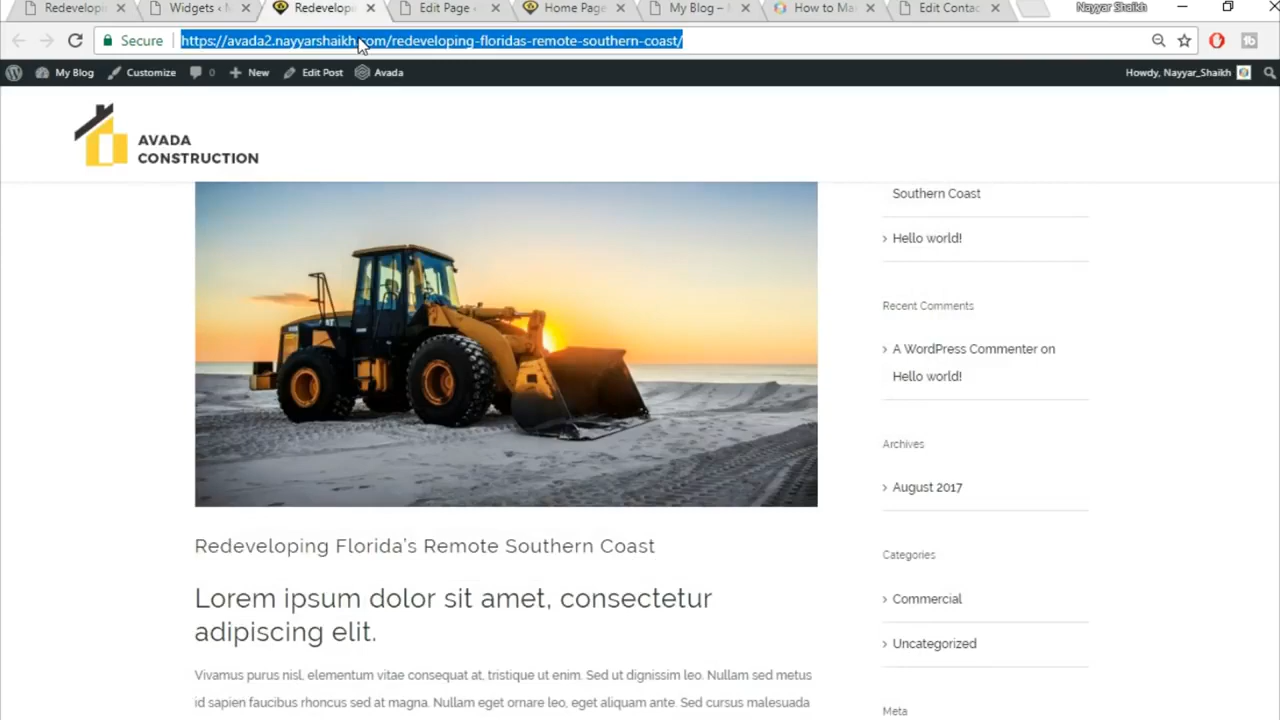 Redevelopin
Widgets ‹ M
Redevelopin
Edit Page ‹
Home Page
My Blog –
How to Ma
Edit Contac
Nayyar Shaikh
Secure
https://avada2.nayyarshaikh.com/redeveloping-floridas-remote-southern-coast/
My Blog
Customize
0
New
Edit Post
Avada
Howdy, Nayyar_Shaikh
AVADA
CONSTRUCTION
Southern Coast
› Hello world!
Recent Comments
› A WordPress Commenter on
Hello world!
Archives
› August 2017
Categories
› Commercial
› Uncategorized
Meta
Redeveloping Florida's Remote Southern Coast
Lorem ipsum dolor sit amet, consectetur
adipiscing elit.
Vivamus purus nisl, elementum vitae consequat at, tristique ut enim. Sed ut dignissim leo. Nullam sed metus
id sapien faucibus rhoncus sed at magna. Nullam eget ornare leo, eget aliquam ante. Sed cursus malesuada